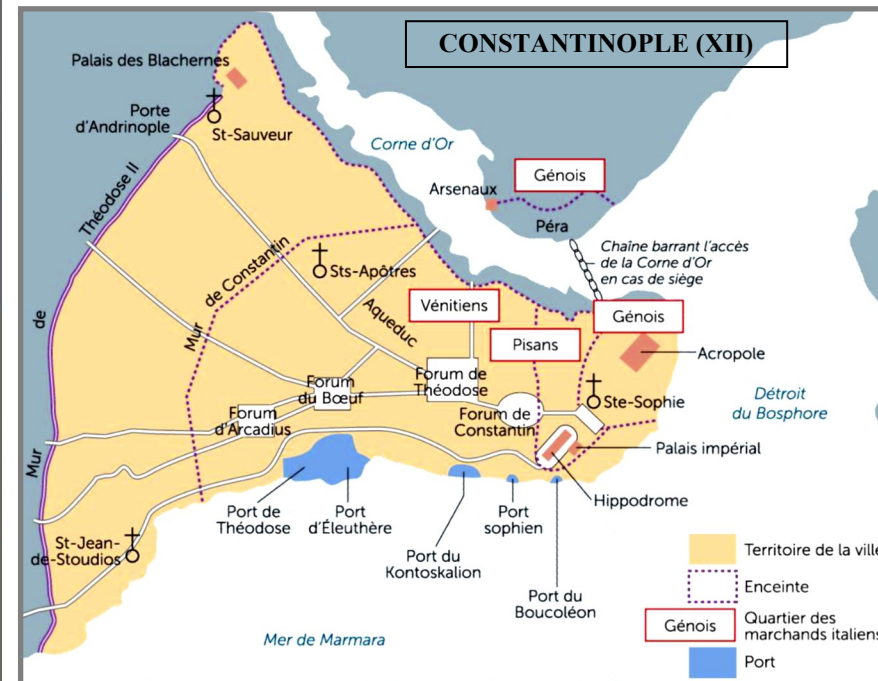 CONSTANTINOPLE (XII)
Palais des Blachernes
Porte
d'Andrinople
St-Sauveur
Corne d'Or
Arsenaux
Génois
Péra
Chaîne barrant l'accès
de la Corne d'Or
en cas de siège
Mur de Théodose II
Mur de Constantin
Sts-Apôtres
Aqueduc
Vénitiens
Pisans
Génois
Acropole
Détroit
du Bosphore
Forum de
Théodose
Forum
du Bœuf
Forum
d'Arcadius
Forum de
Constantin
Ste-Sophie
Palais impérial
Hippodrome
Port de
Théodose
Port
d'Éleuthère
Port du
Kontoskalion
Port
sophien
Port du
Boucoléon
St-Jean-
de-Stoudios
Mer de Marmara
Territoire de la ville
Enceinte
Génois
Quartier des
marchands italiens
Port